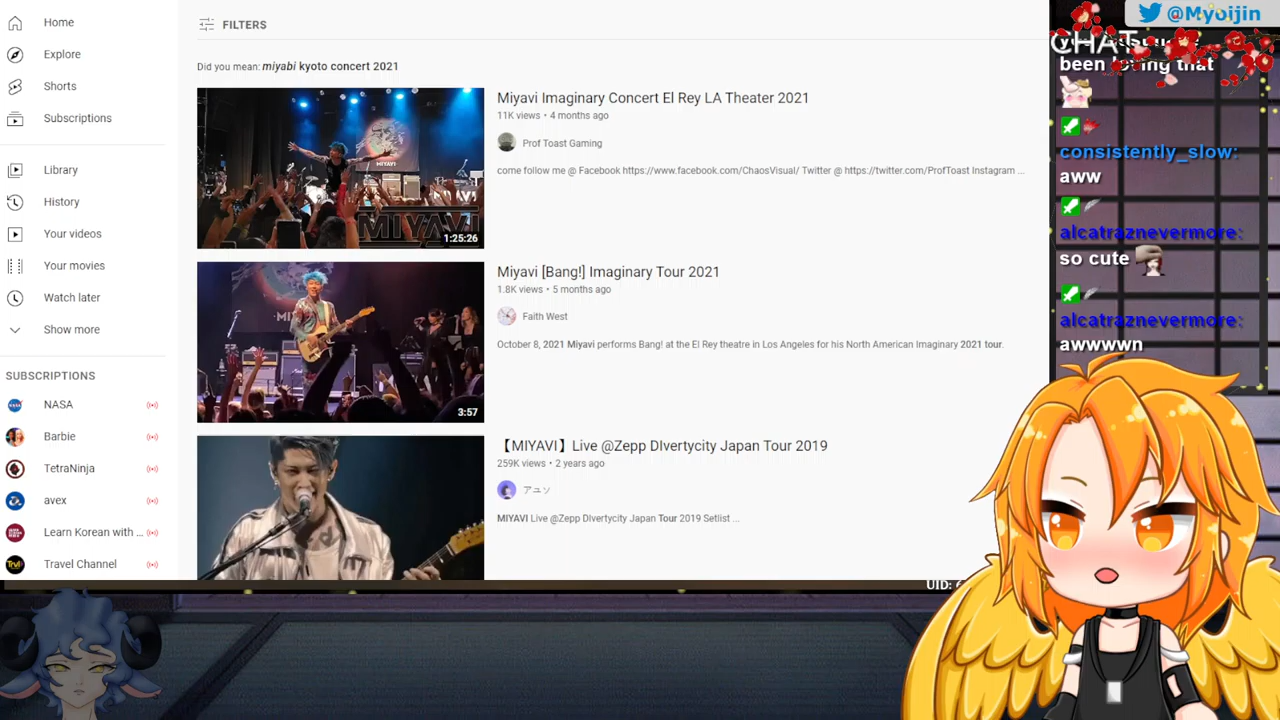 Home
Explore
Shorts
Subscriptions
Library
History
Your videos
Your movies
Watch later
Show more
SUBSCRIPTIONS
NASA
Barbie
TetraNinja
avex
Learn Korean with ...
Travel Channel
FILTERS
Did you mean: miyabi kyoto concert 2021
Miyavi Imaginary Concert El Rey LA Theater 2021
11K views • 4 months ago
Prof Toast Gaming
come follow me @ Facebook https://www.facebook.com/ChaosVisual/ Twitter @ https://twitter.com/ProfToast Instagram ...
MIYAVI
MIYAVI
1:25:26
Miyavi [Bang!] Imaginary Tour 2021
1.8K views • 5 months ago
Faith West
October 8, 2021 Miyavi performs Bang! at the El Rey theatre in Los Angeles for his North American Imaginary 2021 tour.
3:57
【MIYAVI】Live @Zepp DIvertycity Japan Tour 2019
259K views • 2 years ago
アユソ
MIYAVI Live @Zepp DIvertycity Japan Tour 2019 Setlist ...
@Myoijin
CHAT
been loving that
consistently_slow:
aww
alcatraznevermore:
so cute
alcatraznevermore:
awwwwn
UID: